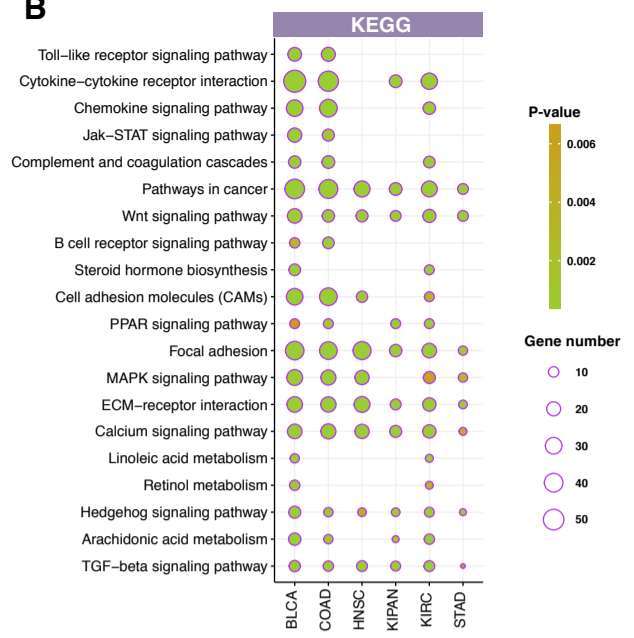 B
KEGG
Toll−like receptor signaling pathway
Cytokine−cytokine receptor interaction
Chemokine signaling pathway
Jak−STAT signaling pathway
Complement and coagulation cascades
Pathways in cancer
Wnt signaling pathway
B cell receptor signaling pathway
Steroid hormone biosynthesis
Cell adhesion molecules (CAMs)
PPAR signaling pathway
Focal adhesion
MAPK signaling pathway
ECM−receptor interaction
Calcium signaling pathway
Linoleic acid metabolism
Retinol metabolism
Hedgehog signaling pathway
Arachidonic acid metabolism
TGF−beta signaling pathway
BLCA
COAD
HNSC
KIPAN
KIRC
STAD
P-value
0.006
0.004
0.002
Gene number
10
20
30
40
50